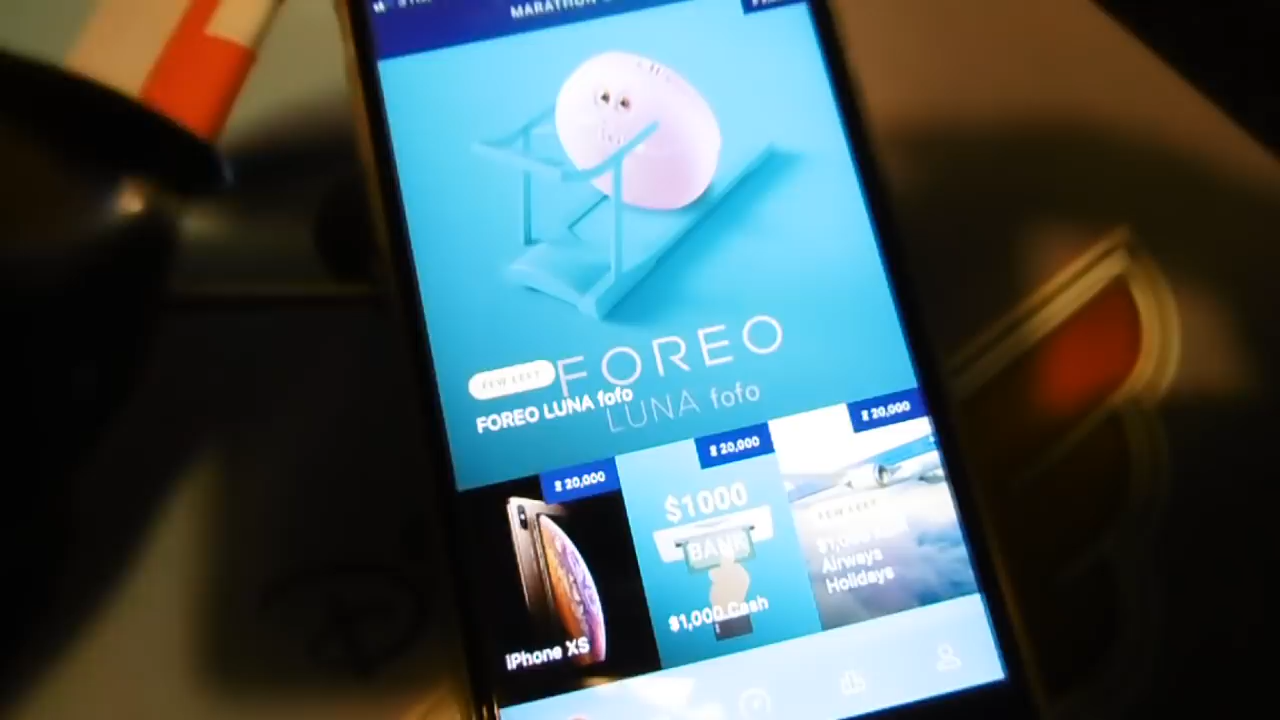 MARATHON
FEW LEFT
FOREO
FOREO LUNA fofo
LUNA fofo
20,000
20,000
20,000
$1000
BANK
iPhone XS
$1,000 Cash
FEW LEFT
Airways
Holidays